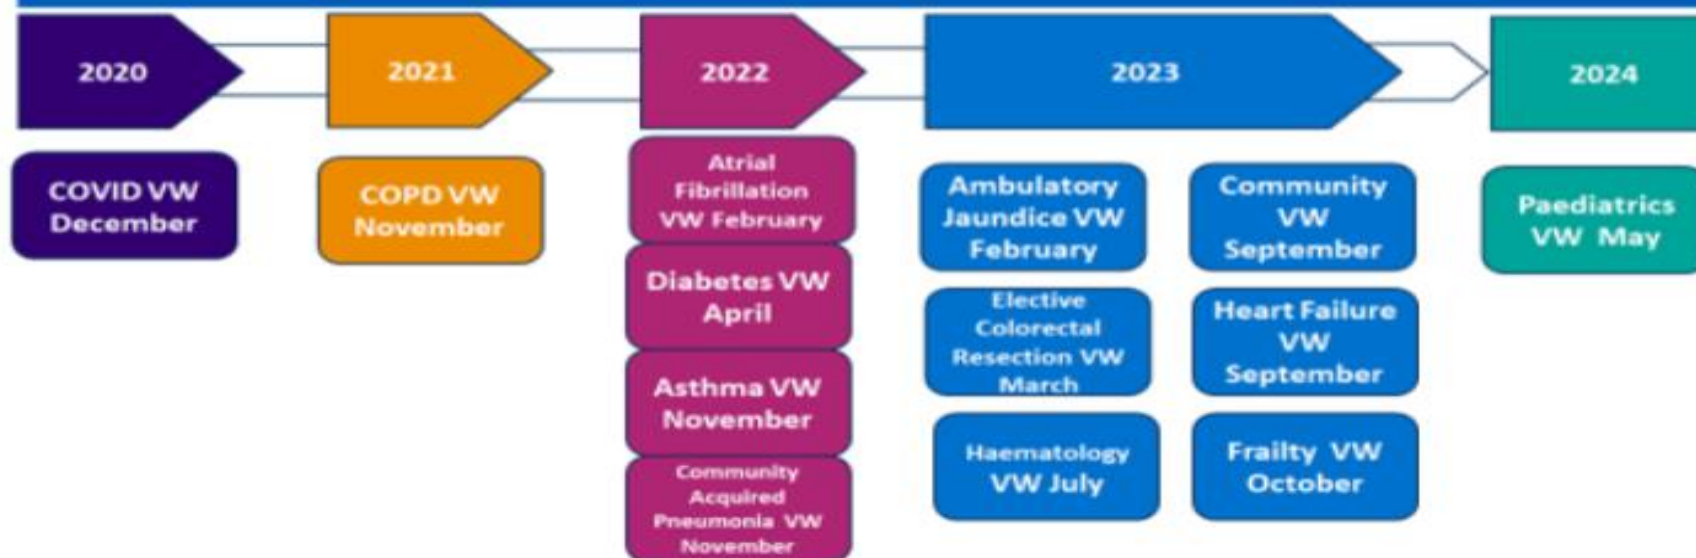 2020
2021
2022
2023
2024
COVID VW
December
COPD VW
November
Atrial
Fibrillation
VW February
Diabetes VW
April
Asthma VW
November
Community
Acquired
Pneumonia VW
November
Ambulatory
Jaundice VW
February
Elective
Colorectal
Resection VW
March
Haematology
VW July
Community
VW
September
Heart Failure
VW
September
Frailty VW
October
Paediatrics
VW May